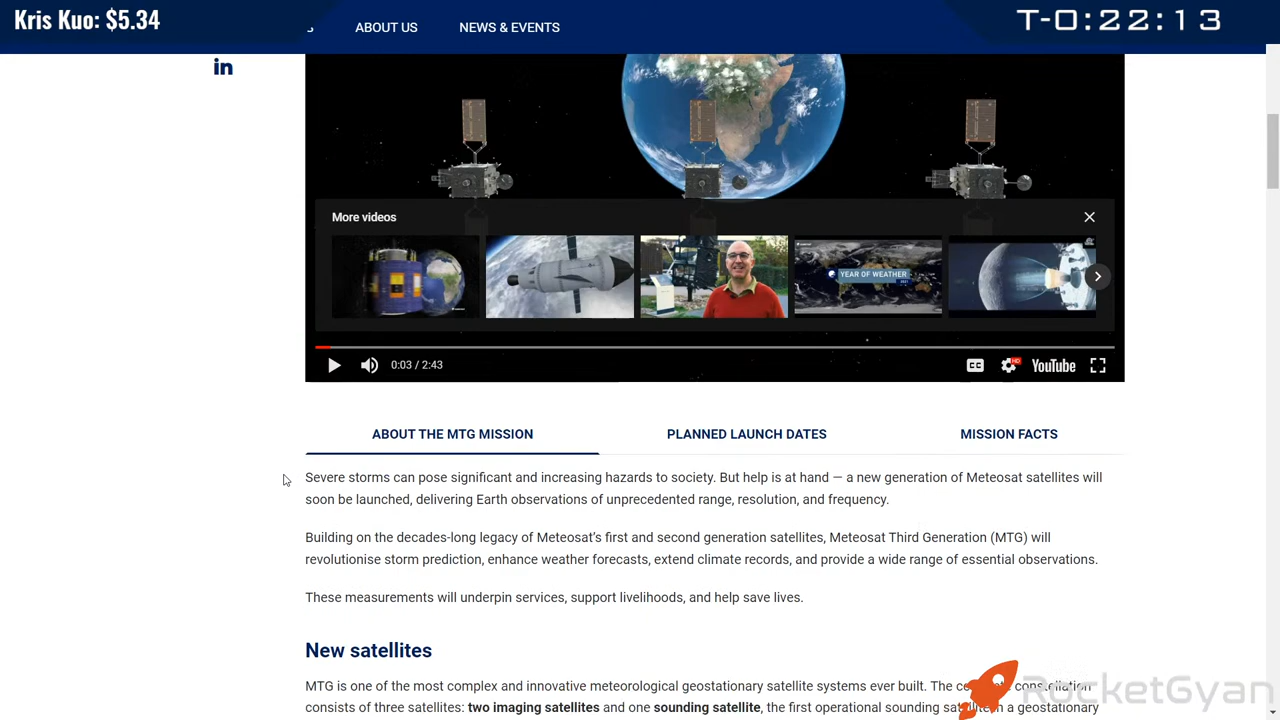 Kris Kuo: $5.34
ABOUT US
NEWS & EVENTS
T-0:22:13
in
More videos
YEAR OF WEATHER
0:03 / 2:43
CC
HD
YouTube
ABOUT THE MTG MISSION
PLANNED LAUNCH DATES
MISSION FACTS
Severe storms can pose significant and increasing hazards to society. But help is at hand — a new generation of Meteosat satellites will
soon be launched, delivering Earth observations of unprecedented range, resolution, and frequency.
Building on the decades-long legacy of Meteosat’s first and second generation satellites, Meteosat Third Generation (MTG) will
revolutionise storm prediction, enhance weather forecasts, extend climate records, and provide a wide range of essential observations.
These measurements will underpin services, support livelihoods, and help save lives.
New satellites
MTG is one of the most complex and innovative meteorological geostationary satellite systems ever built. The constellation
consists of three satellites: two imaging satellites and one sounding satellite, the first operational sounding in a geostationary
RocketGyan